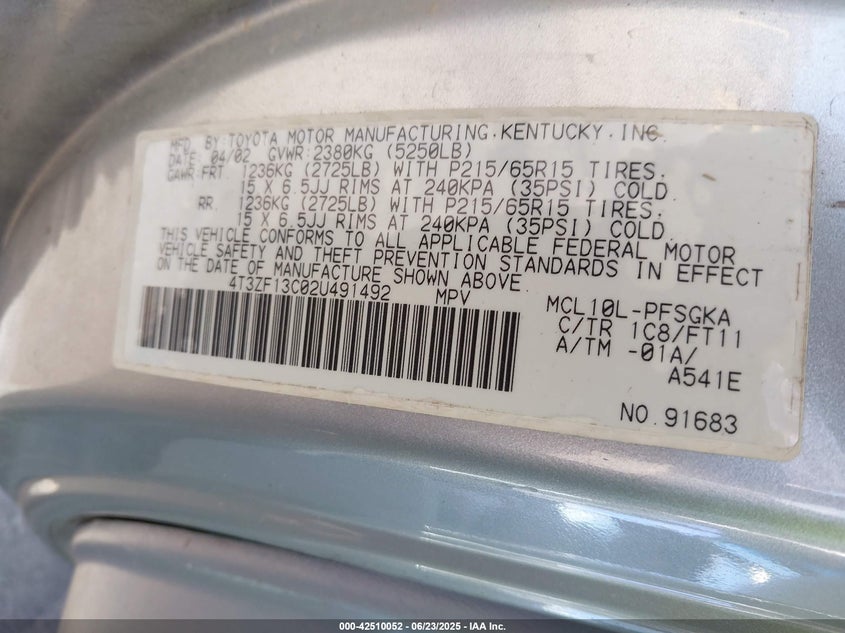 MFD. BY:TOYOTA MOTOR MANUFACTURING.KENTUCKY.INC.
DATE: 04/02 GVWR:2380KG (5250LB)
GAWR:FRT. 1236KG (2725LB) WITH P215/65R15 TIRES.
15 X 6.5JJ RIMS AT 240KPA (35PSI) COLD.
RR. 1236KG (2725LB) WITH P215/65R15 TIRES.
15 X 6.5JJ RIMS AT 240KPA (35PSI) COLD.
THIS VEHICLE CONFORMS TO ALL APPLICABLE FEDERAL MOTOR
VEHICLE SAFETY AND THEFT PREVENTION STANDARDS IN EFFECT
ON THE DATE OF MANUFACTURE SHOWN ABOVE
4T3ZF13C02U491492 MPV
MCL10L-PFSGKA
C/TR 1C8/FT11
A/TM -01A/
A541E
NO.91683
000-42510052 - 06/23/2025 - IAA Inc.